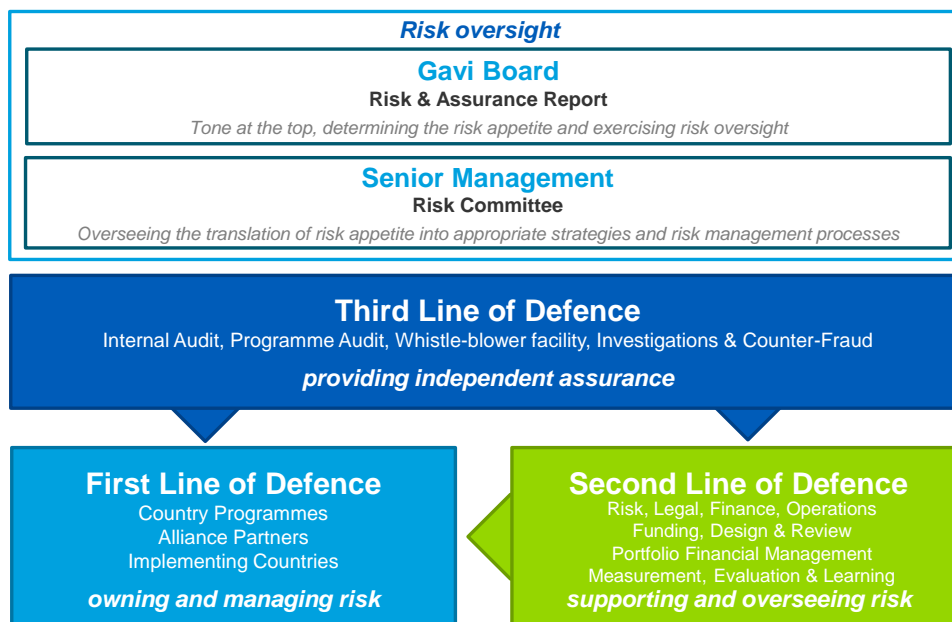 Risk oversight
Gavi Board
Risk & Assurance Report
Tone at the top, determining the risk appetite and exercising risk oversight
Senior Management
Risk Committee
Overseeing the translation of risk appetite into appropriate strategies and risk management processes
Third Line of Defence
Internal Audit, Programme Audit, Whistle-blower facility, Investigations & Counter-Fraud
providing independent assurance
First Line of Defence
Country Programmes
Alliance Partners
Implementing Countries
owning and managing risk
Second Line of Defence
Risk, Legal, Finance, Operations
Funding, Design & Review
Portfolio Financial Management
Measurement, Evaluation & Learning
supporting and overseeing risk